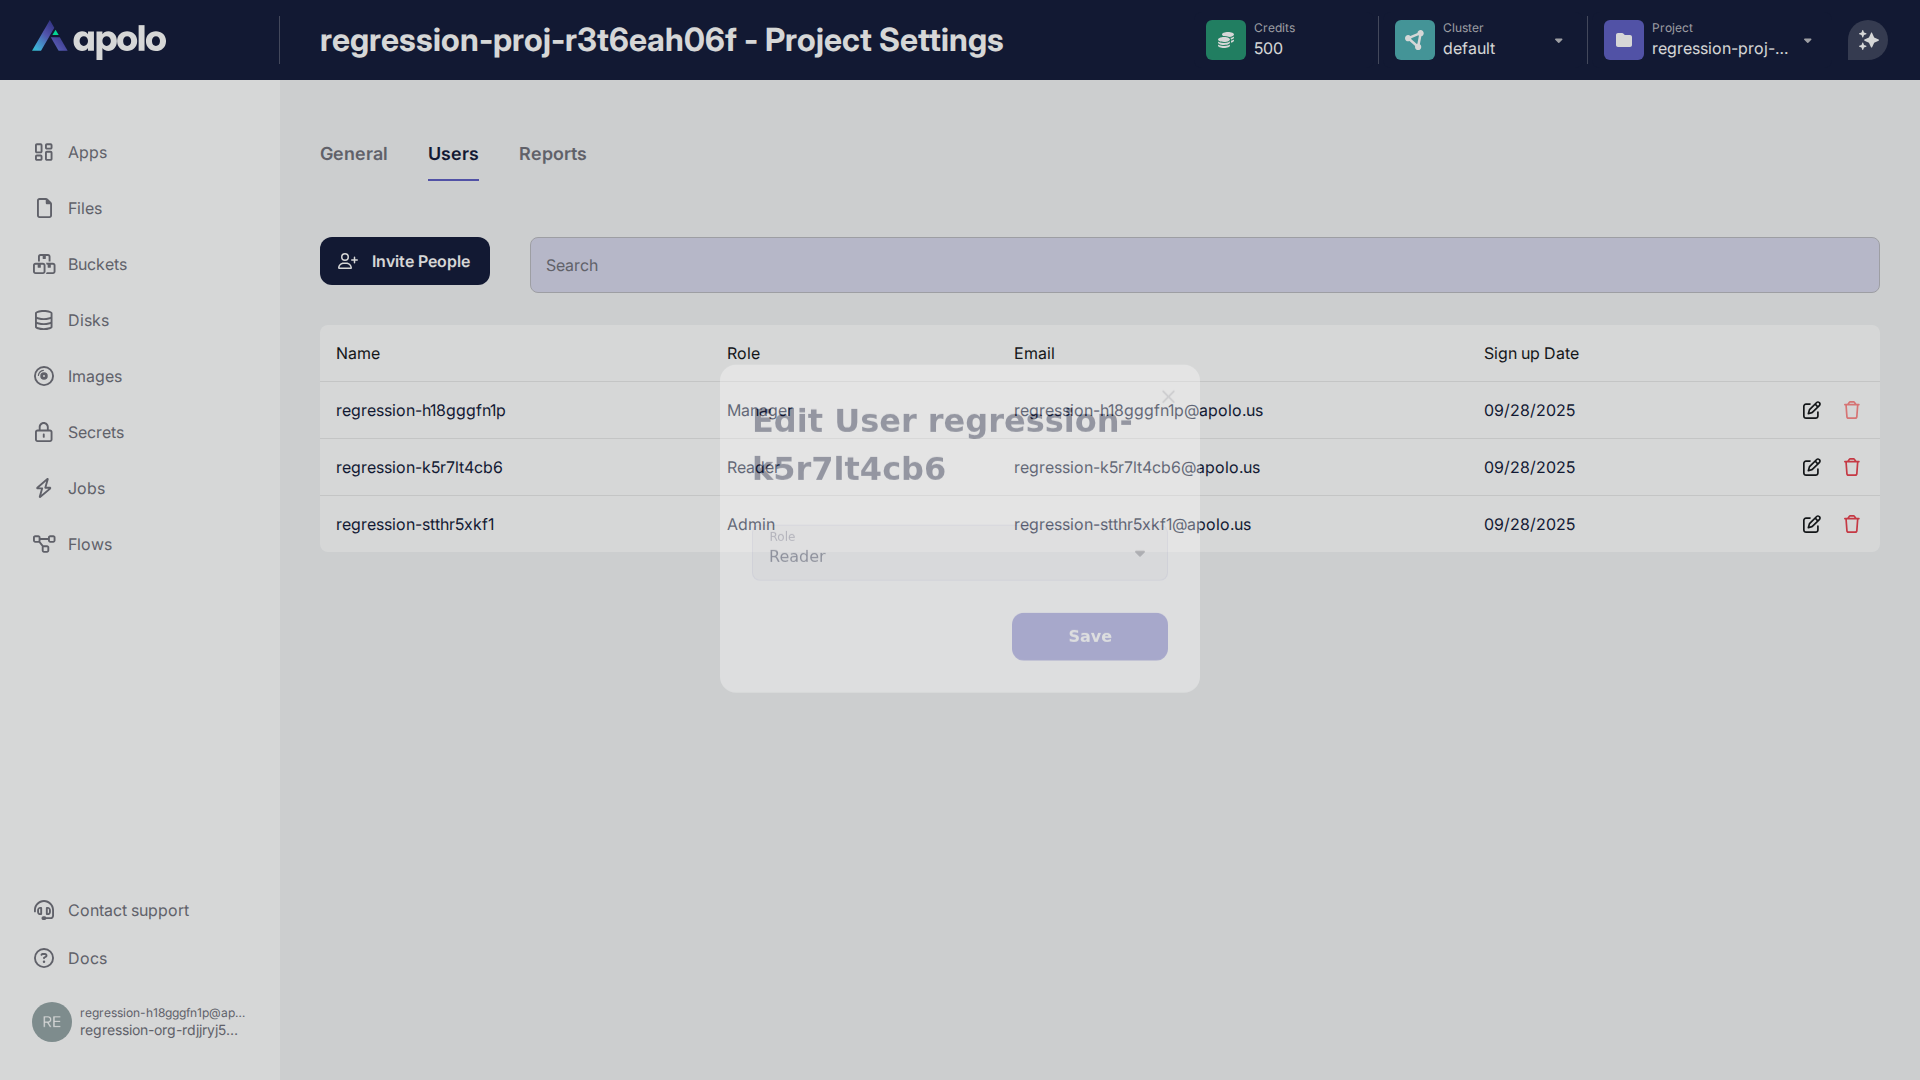 apolo
regression-proj-r3t6eah06f - Project Settings
Credits
500
Cluster
default
Project
regression-proj-...
Apps
Files
Buckets
Disks
Images
Secrets
Jobs
Flows
General Users Reports
Invite People
Search
Name Role Email Sign up Date
regression-h18gggfn1p Manager regression-h18gggfn1p@apolo.us 09/28/2025
regression-k5r7lt4cb6 Reader regression-k5r7lt4cb6@apolo.us 09/28/2025
regression-stthr5xkf1 Admin regression-stthr5xkf1@apolo.us 09/28/2025
Edit User regression-
k5r7lt4cb6
Role
Reader
Save
Contact support
Docs
RE
regression-h18gggfn1p@ap...
regression-org-rdjjryj5...